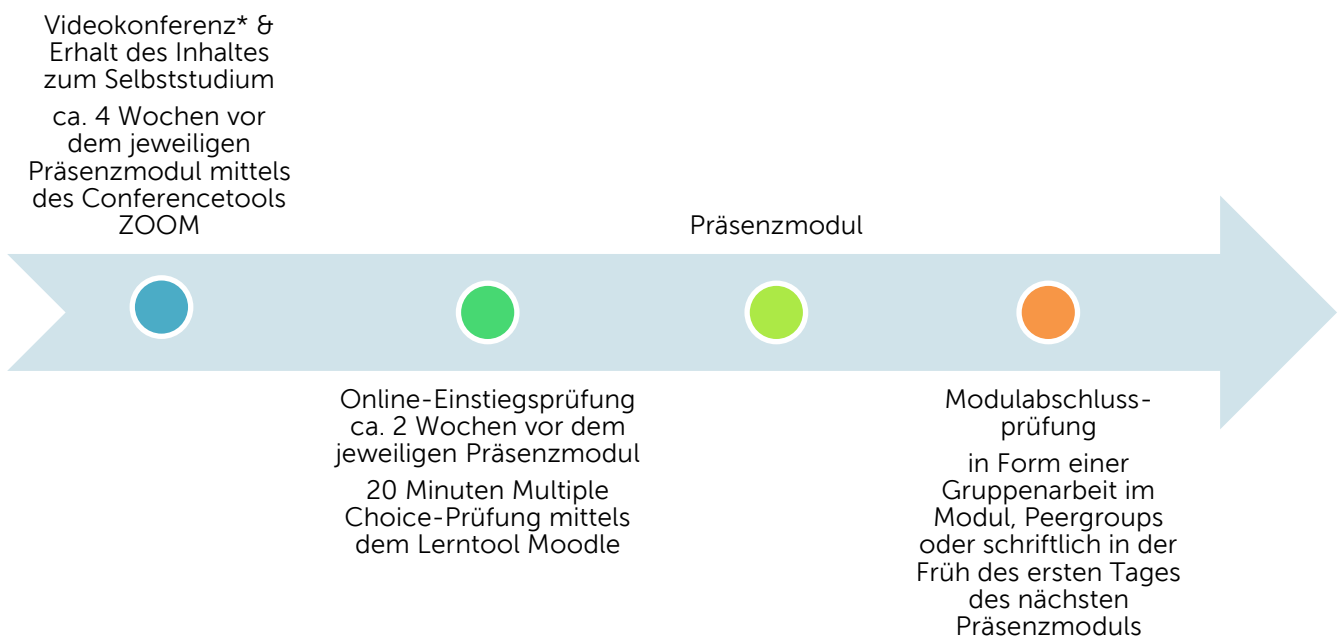 Videokonferenz* &
Erhalt des Inhaltes
zum Selbststudium
ca. 4 Wochen vor
dem jeweiligen
Präsenzmodul mittels
des Conferencetools
ZOOM
Online-Einstiegsprüfung
ca. 2 Wochen vor dem
jeweiligen Präsenzmodul
20 Minuten Multiple
Choice-Prüfung mittels
dem Lerntool Moodle
Präsenzmodul
Modulabschluss-
prüfung
in Form einer
Gruppenarbeit im
Modul, Peergroups
oder schriftlich in der
Früh des ersten Tages
des nächsten
Präsenzmoduls